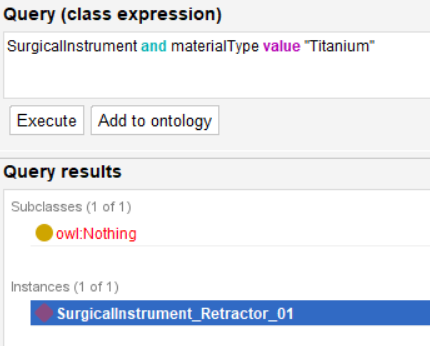 Query (class expression)
SurgicalInstrument and materialType value "Titanium"
Execute Add to ontology
Query results
Subclasses (1 of 1)
owl:Nothing
Instances (1 of 1)
SurgicalInstrument_Retractor_01